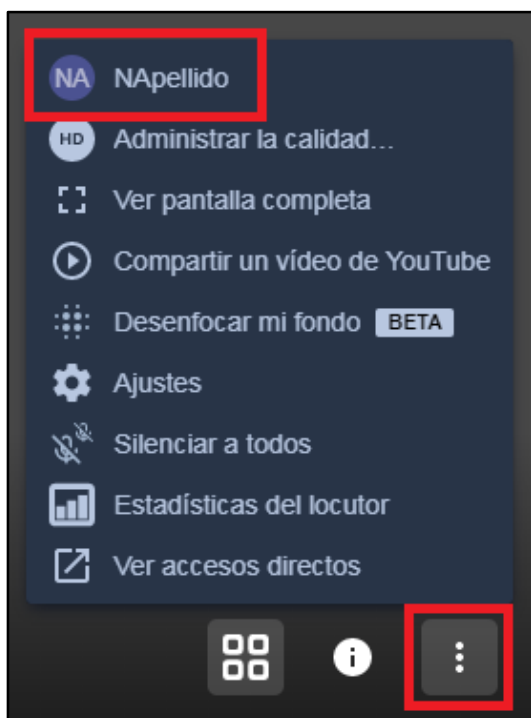 NA NApellido
HD Administrar la calidad...
Ver pantalla completa
Compartir un vídeo de YouTube
Desenfocar mi fondo BETA
Ajustes
Silenciar a todos
Estadísticas del locutor
Ver accesos directos